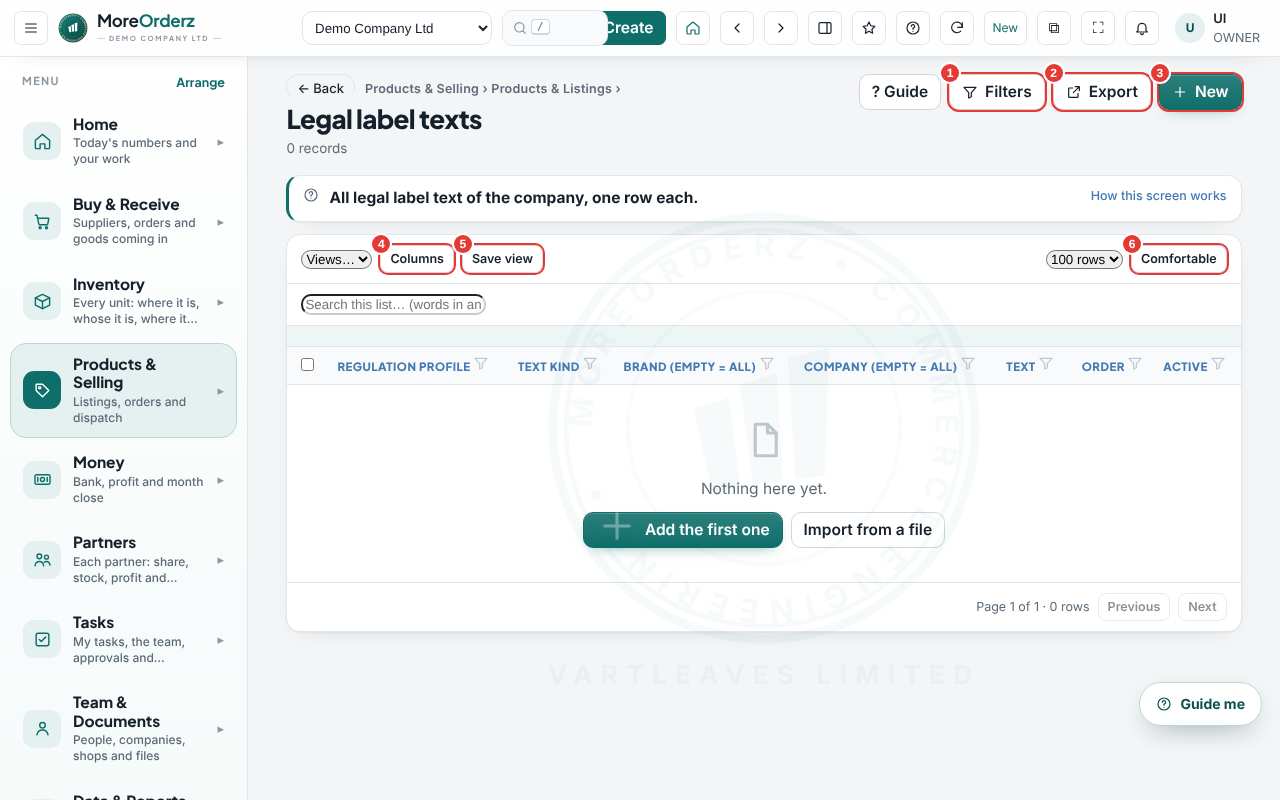 MoreOrderz
— DEMO COMPANY LTD —
Demo Company Ltd
/
Create
New
U
UI
OWNER
MENU
Arrange
Home
Today's numbers and
your work
Buy & Receive
Suppliers, orders and
goods coming in
Inventory
Every unit: where it is,
whose it is, where it...
Products &
Selling
Listings, orders and
dispatch
Money
Bank, profit and month
close
Partners
Each partner: share,
stock, profit and...
Tasks
My tasks, the team,
approvals and...
Team &
Documents
People, companies,
shops and files
← Back
Products & Selling › Products & Listings ›
Legal label texts
0 records
? Guide
1
Filters
2
Export
3
+ New
All legal label text of the company, one row each.
How this screen works
Views...
4
Columns
5
Save view
100 rows
6
Comfortable
Search this list... (words in an
REGULATION PROFILE
TEXT KIND
BRAND (EMPTY = ALL)
COMPANY (EMPTY = ALL)
TEXT
ORDER
ACTIVE
Nothing here yet.
+ Add the first one
Import from a file
Page 1 of 1 · 0 rows
Previous
Next
MOREORDERZ • COMMERCE ENGINEERING •
VARTLEAVES LIMITED
Guide me